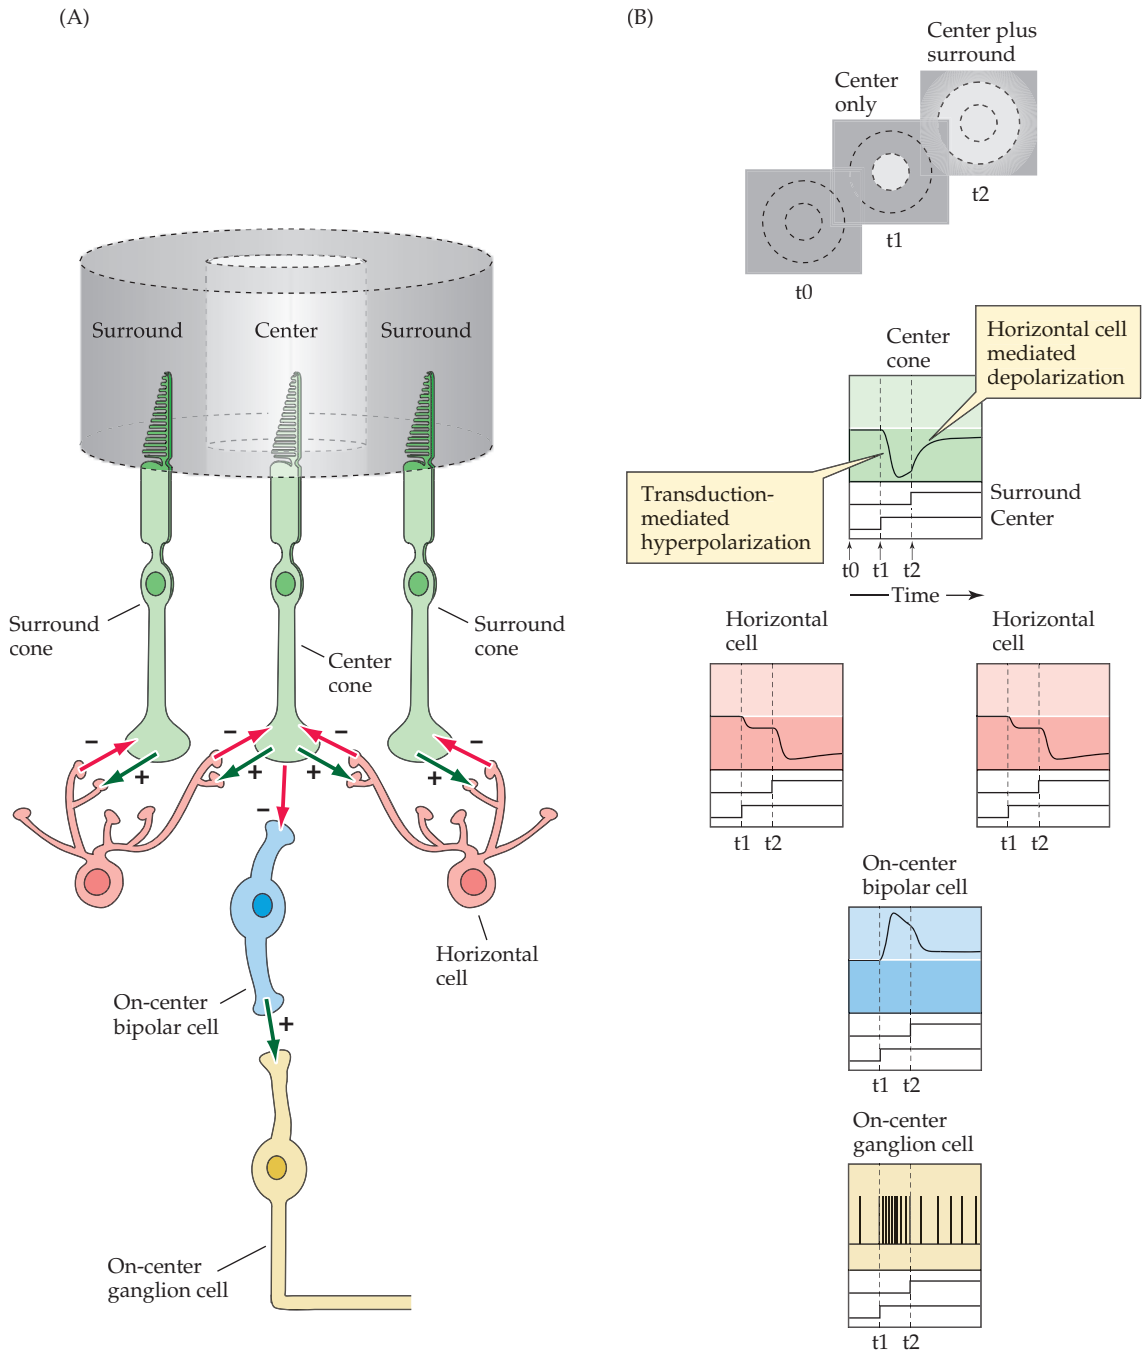 (A)
Surround
Center
Surround
Surround
cone
Center
cone
Surround
cone
–
+
–
+
–
+
–
+
–
Horizontal
cell
On-center
bipolar cell
+
On-center
ganglion cell
(B)
Center plus
surround
Center
only
t2
t1
t0
Center
cone
Horizontal cell
mediated
depolarization
Transduction-
mediated
hyperpolarization
Surround
Center
t0 t1 t2
Time
Horizontal
cell
Horizontal
cell
t1 t2
t1 t2
On-center
bipolar cell
t1 t2
On-center
ganglion cell
t1 t2